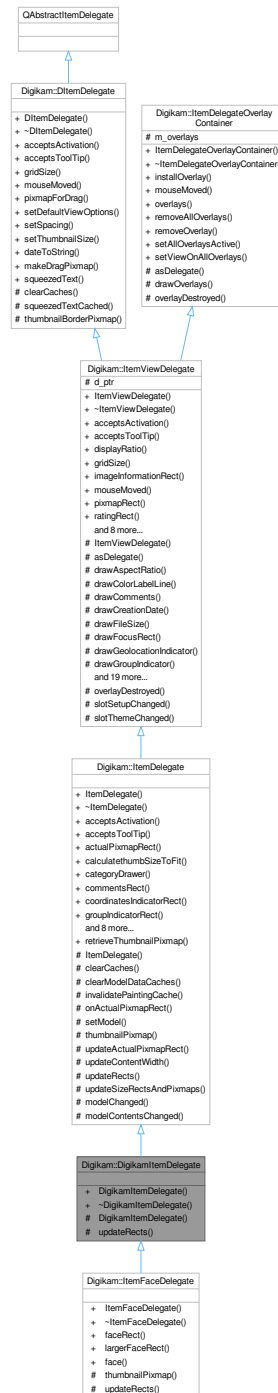 QAbstractItemDelegate
Digikam::DItemDelegate
+ DItemDelegate()
+ ~DItemDelegate()
+ acceptsActivation()
+ acceptsToolTip()
+ gridSize()
+ mouseMoved()
+ pixmapForDrag()
+ setDefaultViewOptions()
+ setSpacing()
+ setThumbnailSize()
+ dateToString()
+ makeDragPixmap()
+ squeezedText()
# clearCaches()
# squeezedTextCached()
# thumbnailBorderPixmap()
Digikam::ItemDelegateOverlay
Container
# m_overlays
+ ItemDelegateOverlayContainer()
+ ~ItemDelegateOverlayContainer()
+ installOverlay()
+ mouseMoved()
+ overlays()
+ removeAllOverlays()
+ removeOverlay()
+ setAllOverlaysActive()
+ setViewOnAllOverlays()
# asDelegate()
# drawOverlays()
# overlayDestroyed()
Digikam::ItemViewDelegate
# d_ptr
+ ItemViewDelegate()
+ ~ItemViewDelegate()
+ acceptsActivation()
+ acceptsToolTip()
+ displayRatio()
+ gridSize()
+ imageInformationRect()
+ mouseMoved()
+ pixmapRect()
+ ratingRect()
and 8 more...
# ItemViewDelegate()
# asDelegate()
# drawAspectRatio()
# drawColorLabelLine()
# drawComments()
# drawCreationDate()
# drawFileSize()
# drawFocusRect()
# drawGeolocationIndicator()
# drawGroupIndicator()
and 19 more...
# overlayDestroyed()
# slotSetupChanged()
# slotThemeChanged()
Digikam::ItemDelegate
+ ItemDelegate()
+ ~ItemDelegate()
+ acceptsActivation()
+ acceptsToolTip()
+ actualPixmapRect()
+ calculatethumbSizeToFit()
+ categoryDrawer()
+ commentsRect()
+ coordinatesIndicatorRect()
+ groupIndicatorRect()
and 8 more...
+ retrieveThumbnailPixmap()
# ItemDelegate()
# clearCaches()
# clearModelDataCaches()
# invalidatePaintingCache()
# onActualPixmapRect()
# setModel()
# thumbnailPixmap()
# updateActualPixmapRect()
# updateContentWidth()
# updateRects()
# updateSizeRectsAndPixmaps()
# modelChanged()
# modelContentsChanged()
Digikam::DigikamItemDelegate
+ DigikamItemDelegate()
+ ~DigikamItemDelegate()
# DigikamItemDelegate()
# updateRects()
Digikam::ItemFaceDelegate
+ ItemFaceDelegate()
+ ~ItemFaceDelegate()
+ faceRect()
+ largerFaceRect()
+ face()
# thumbnailPixmap()
# updateRects()